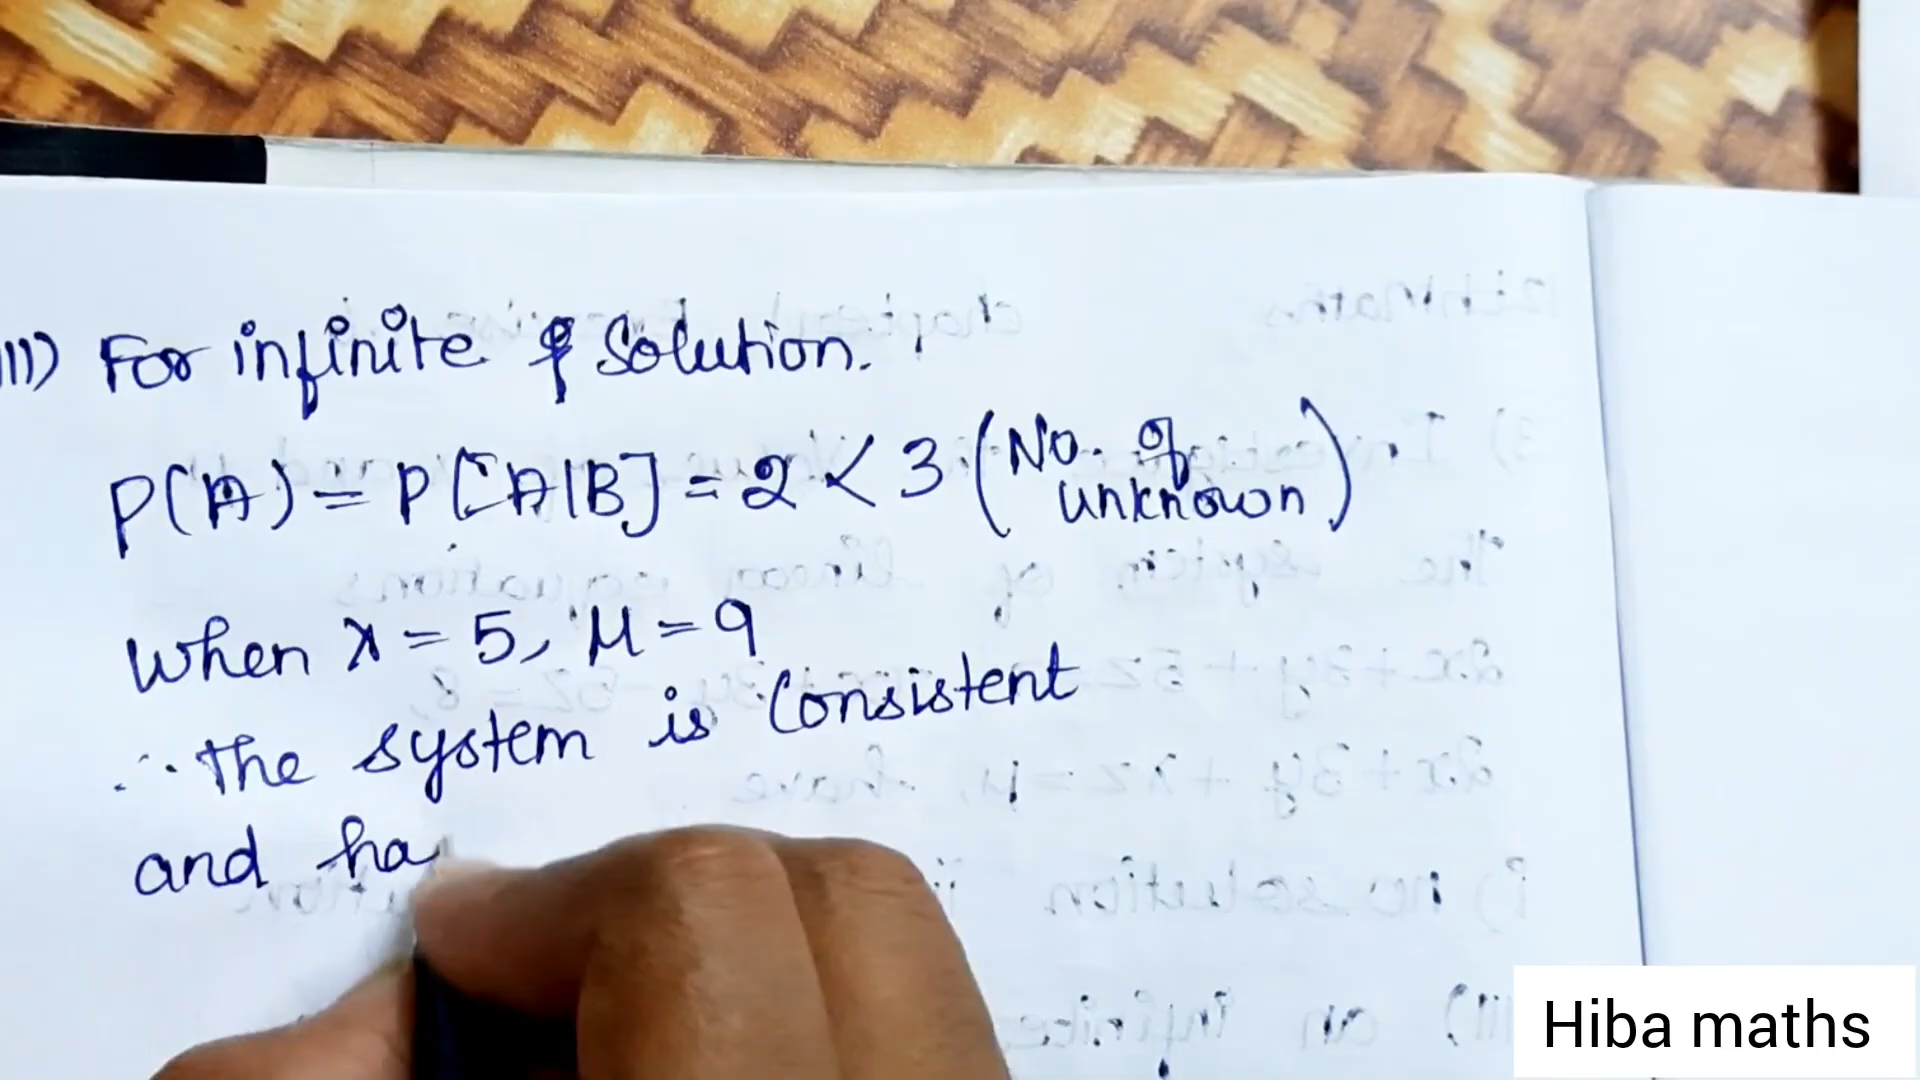 III) For infinite solution.
P(A) = P[A|B] = 2 < 3 (No. of unknown)
when λ = 5, μ = 9
∴ The system is consistent
and ha
Hiba maths